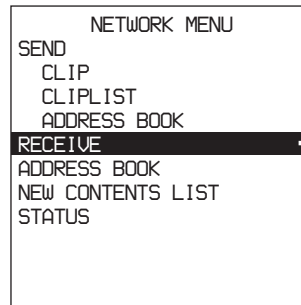 NETWORK MENU
SEND
CLIP
CLIPLIST
ADDRESS BOOK
RECEIVE
ADDRESS BOOK
NEW CONTENTS LIST
STATUS